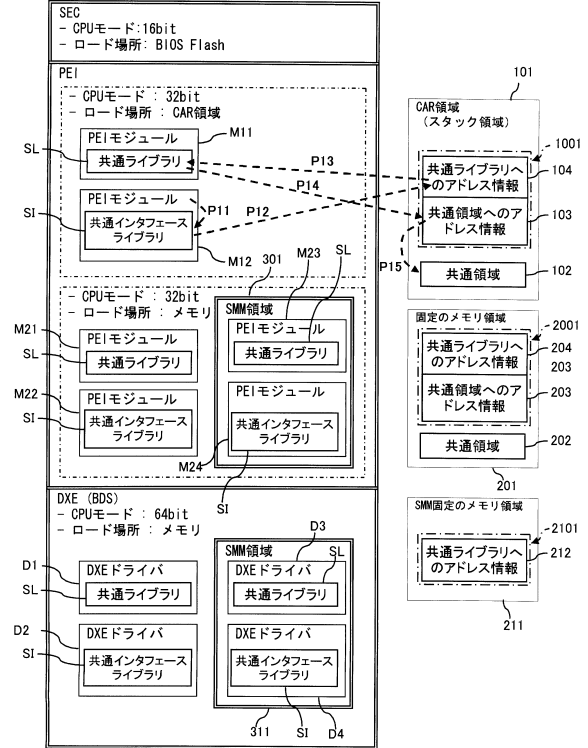 SEC
- CPUモード:16bit
- ロード場所: BIOS Flash
PEI
- CPUモード : 32bit
- ロード場所 : CAR領域
PEIモジュール
M11
SL
共通ライブラリ
PEIモジュール
SI
共通インタフェース
ライブラリ
M12
P11
P12
P13
P14
P15
101
CAR領域
(スタック領域)
1001
共通ライブラリへ
のアドレス情報
104
共通領域へのア
ドレス情報
103
共通領域
102
- CPUモード : 32bit
- ロード場所 : メモリ
M21
PEIモジュール
SL
共通ライブラリ
M22
PEIモジュール
SI
共通インタフェース
ライブラリ
301
M23
SL
SMM領域
PEIモジュール
共通ライブラリ
PEIモジュール
共通インタフェース
ライブラリ
M24
SI
固定のメモリ領域
2001
共通ライブラリへ
のアドレス情報
204
203
共通領域へのア
ドレス情報
203
共通領域
202
201
DXE (BDS)
- CPUモード : 64bit
- ロード場所 : メモリ
D1
DXEドライバ
SL
共通ライブラリ
D2
DXEドライバ
SI
共通インタフェース
ライブラリ
D3
SMM領域
DXEドライバ
SL
共通ライブラリ
DXEドライバ
共通インタフェース
ライブラリ
311
SI
D4
SMM固定のメモリ領域
2101
共通ライブラリへ
のアドレス情報
212
211